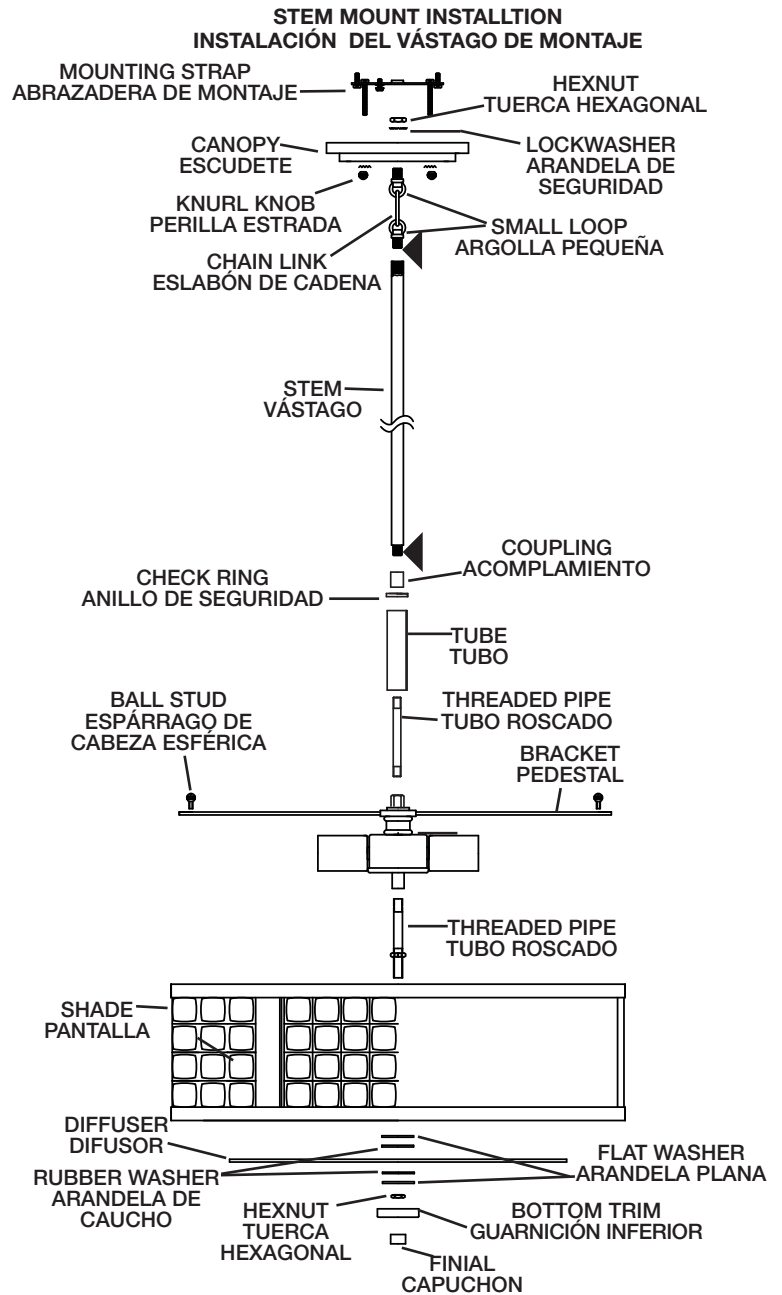 STEM MOUNT INSTALLTION
INSTALACIÓN DEL VÁSTAGO DE MONTAJE
MOUNTING STRAP
ABRAZADERA DE MONTAJE
HEXNUT
TUERCA HEXAGONAL
CANOPY
ESCUDETE
LOCKWASHER
ARANDELA DE
SEGURIDAD
KNURL KNOB
PERILLA ESTRADA
SMALL LOOP
ARGOLLA PEQUEÑA
CHAIN LINK
ESLABÓN DE CADENA
STEM
VÁSTAGO
COUPLING
ACOMPLAMIENTO
CHECK RING
ANILLO DE SEGURIDAD
TUBE
TUBO
BALL STUD
ESPÁRRAGO DE
CABEZA ESFÉRICA
THREADED PIPE
TUBO ROSCADO
BRACKET
PEDESTAL
THREADED PIPE
TUBO ROSCADO
SHADE
PANTALLA
DIFFUSER
DIFUSOR
FLAT WASHER
ARANDELA PLANA
RUBBER WASHER
ARANDELA DE
CAUCHO
HEXNUT
TUERCA
HEXAGONAL
BOTTOM TRIM
GUARNICIÓN INFERIOR
FINIAL
CAPUCHON